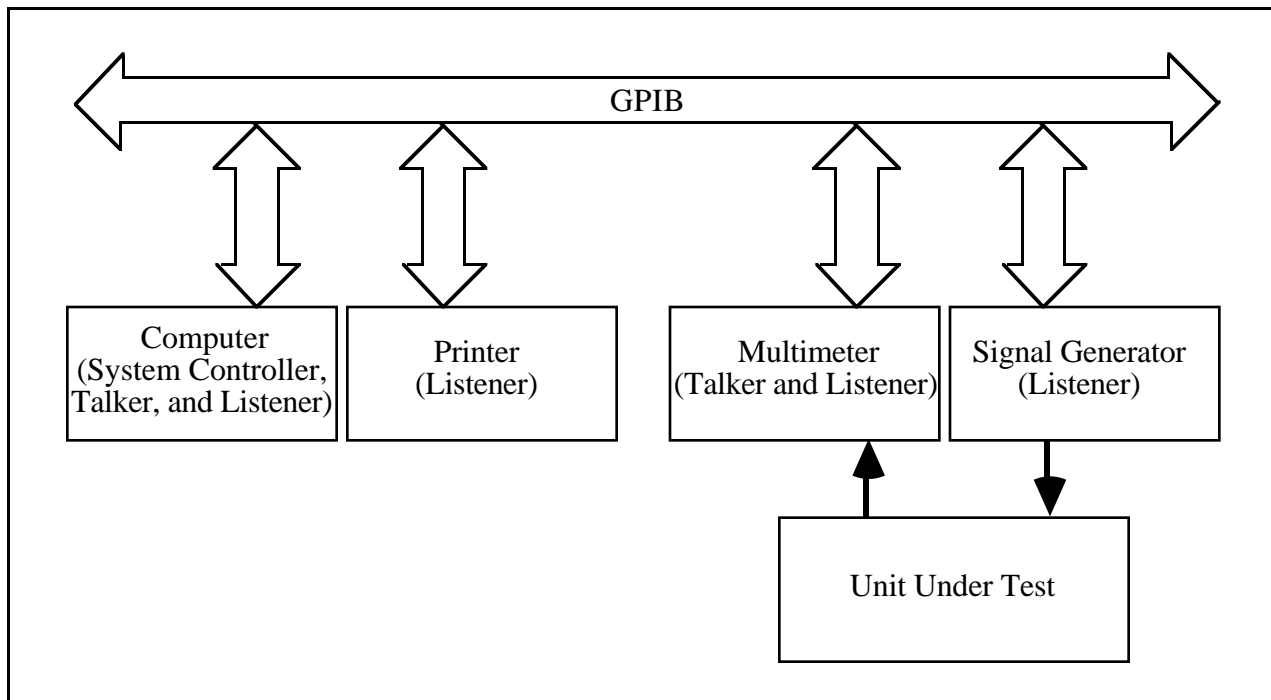 GPIB
Computer
(System Controller,
Talker, and Listener)
Printer
(Listener)
Multimeter
(Talker and Listener)
Signal Generator
(Listener)
Unit Under Test